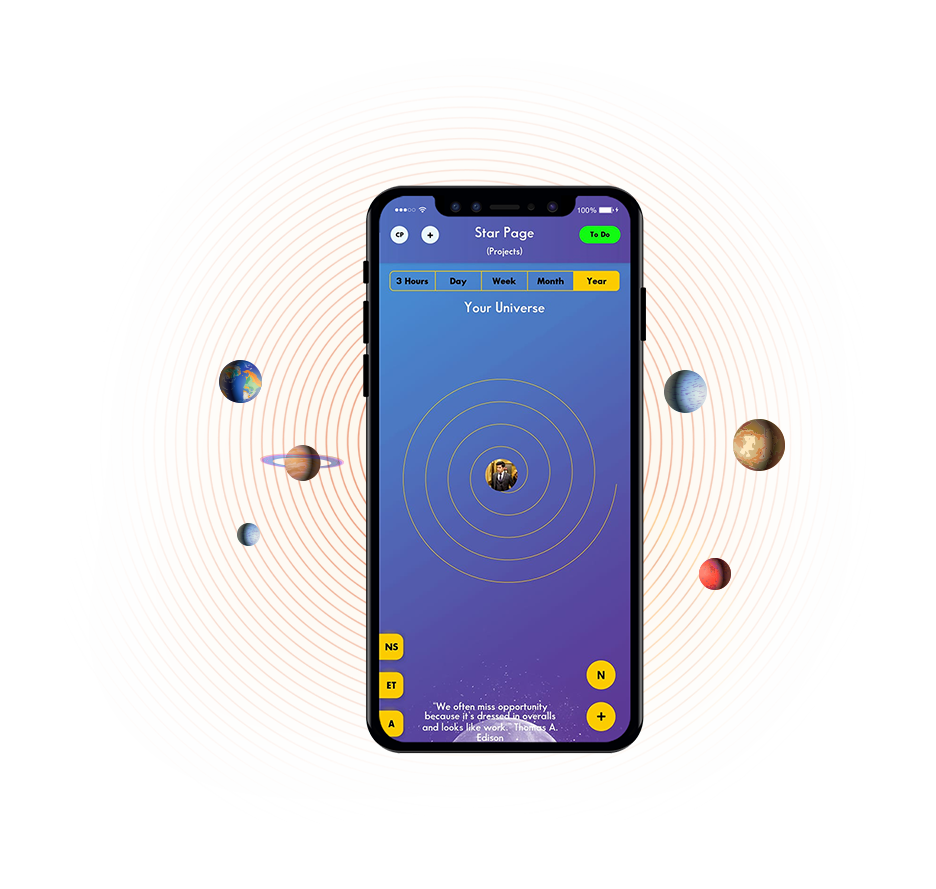 100%
CP
+
Star Page
To Do
(Projects)
3 Hours Day Week Month Year
Your Universe
NS
ET
A
N
+
"We often miss opportunity
because it's dressed in overalls
and looks like work." Thomas A.
Edison